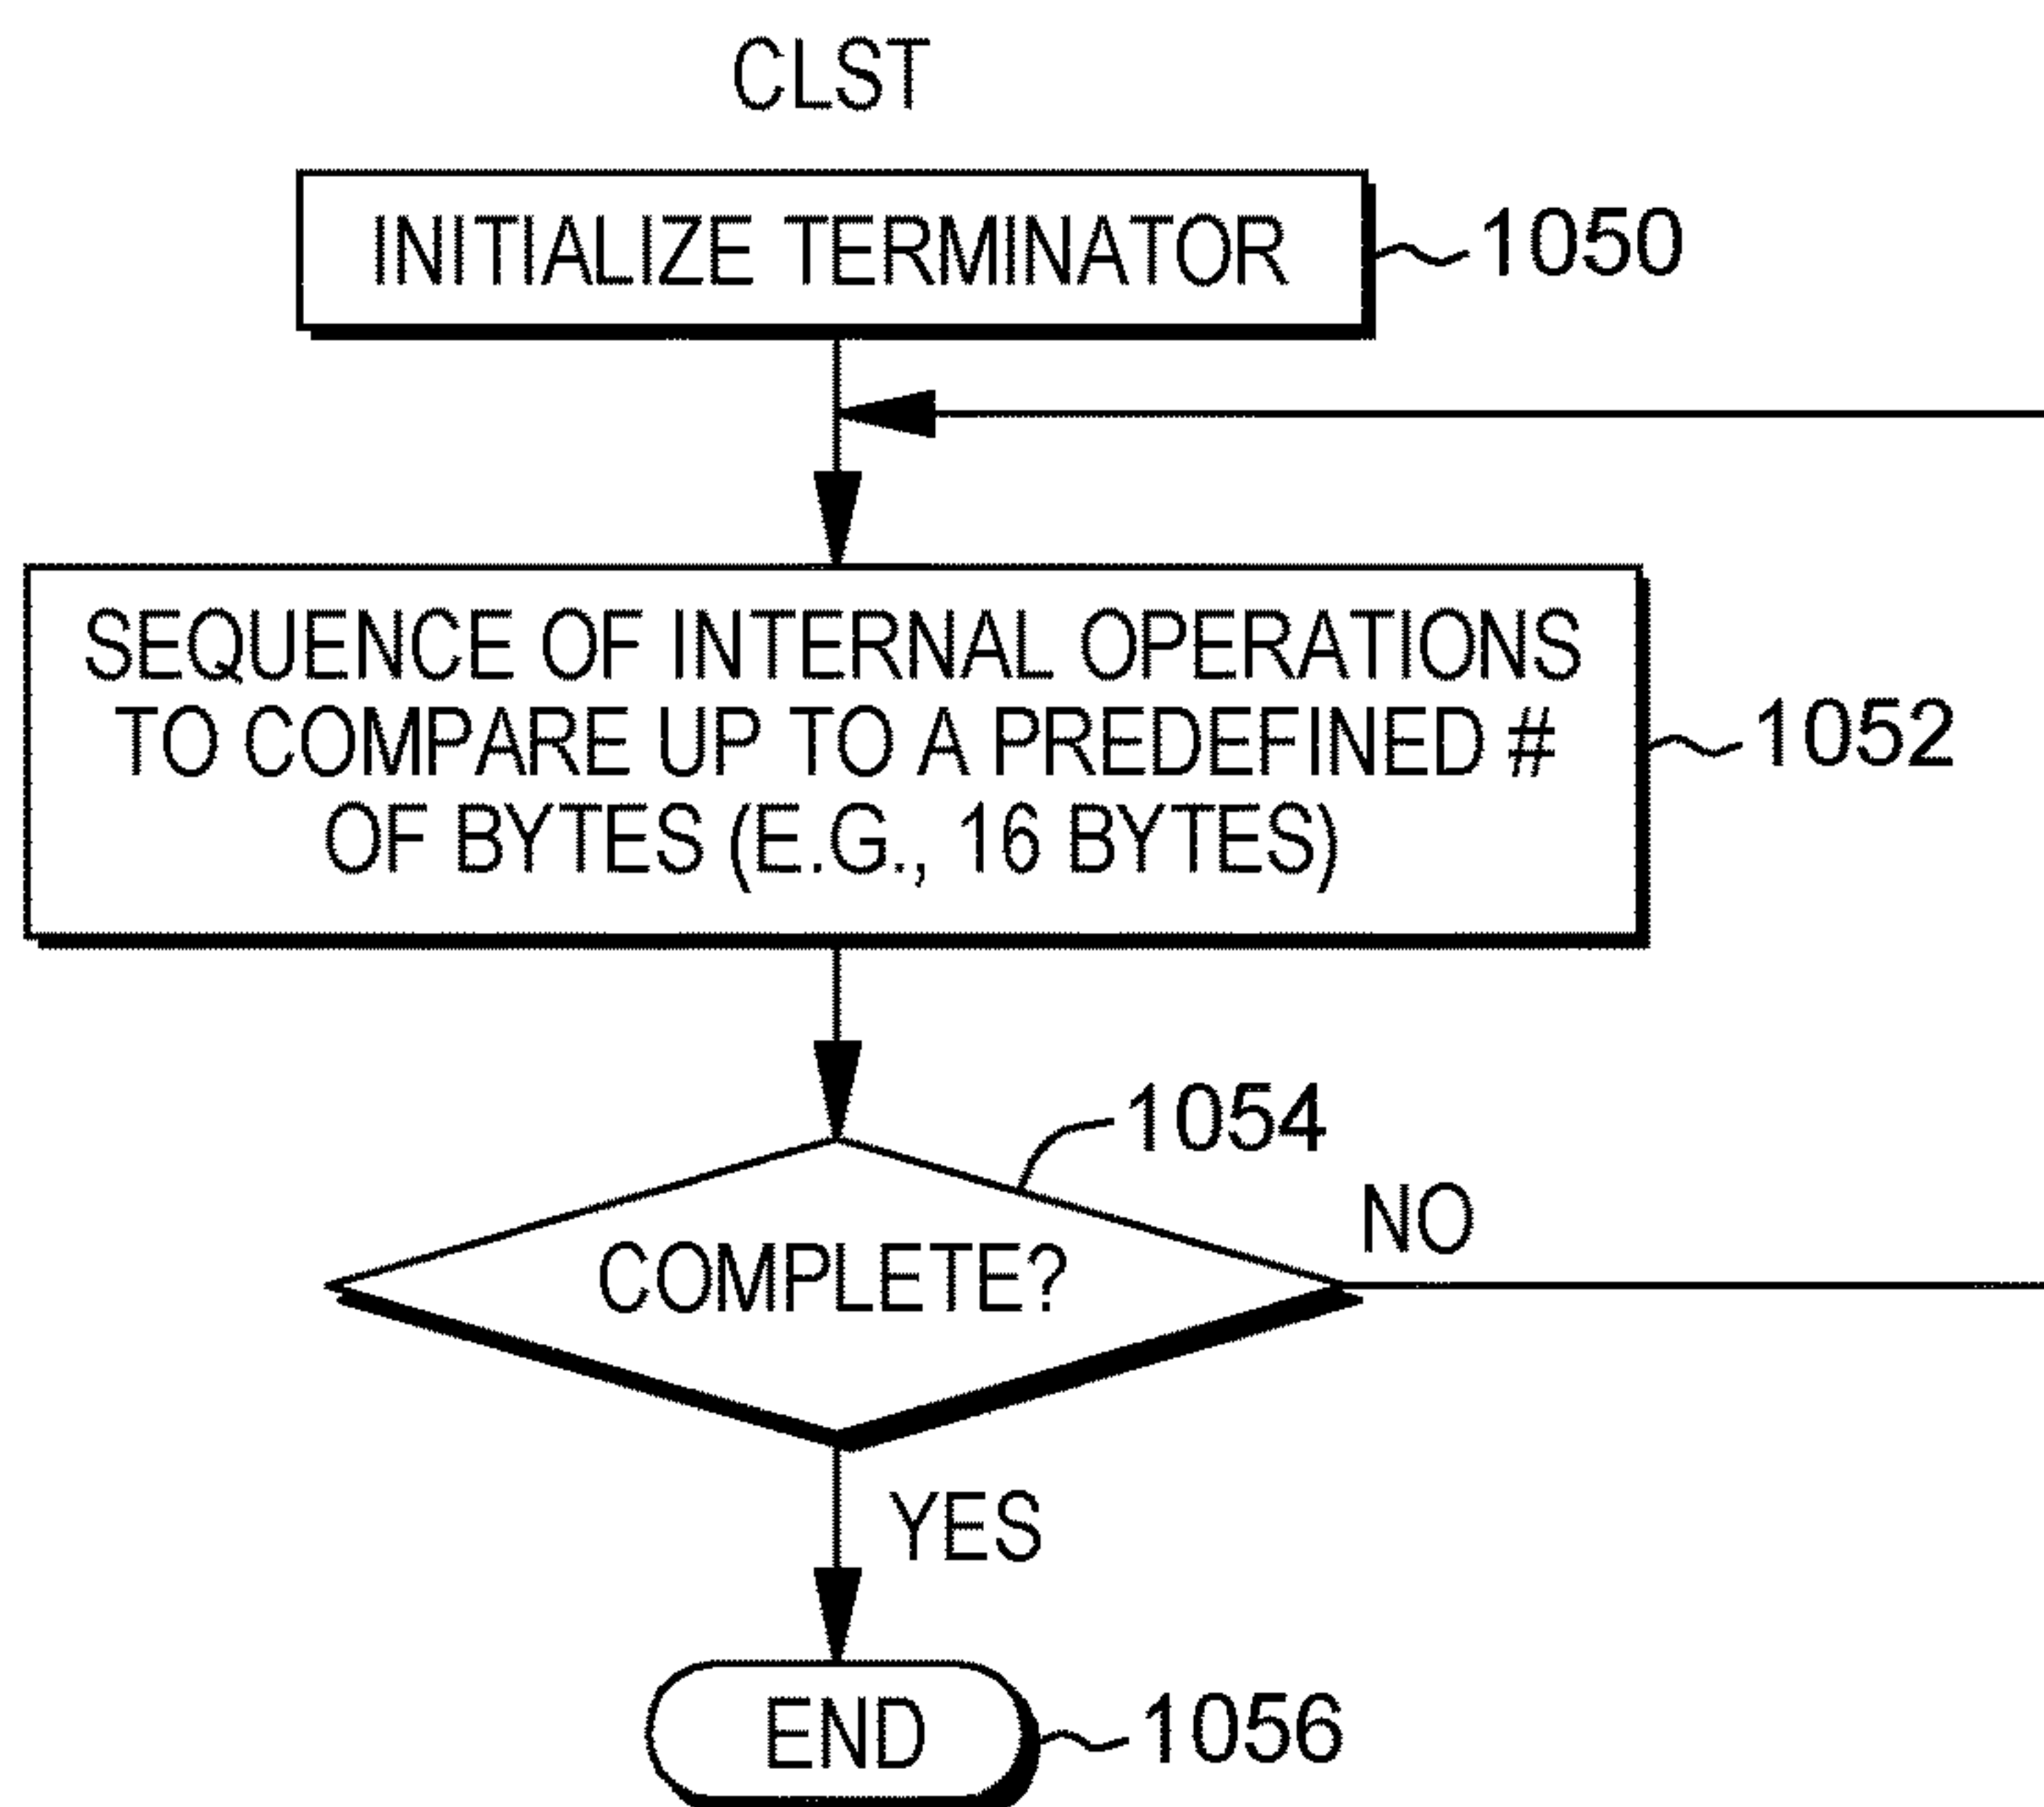 CLST
INITIALIZE TERMINATOR
1050
SEQUENCE OF INTERNAL OPERATIONS
TO COMPARE UP TO A PREDEFINED #
OF BYTES (E.G., 16 BYTES)
1052
1054
COMPLETE?
NO
YES
END
1056